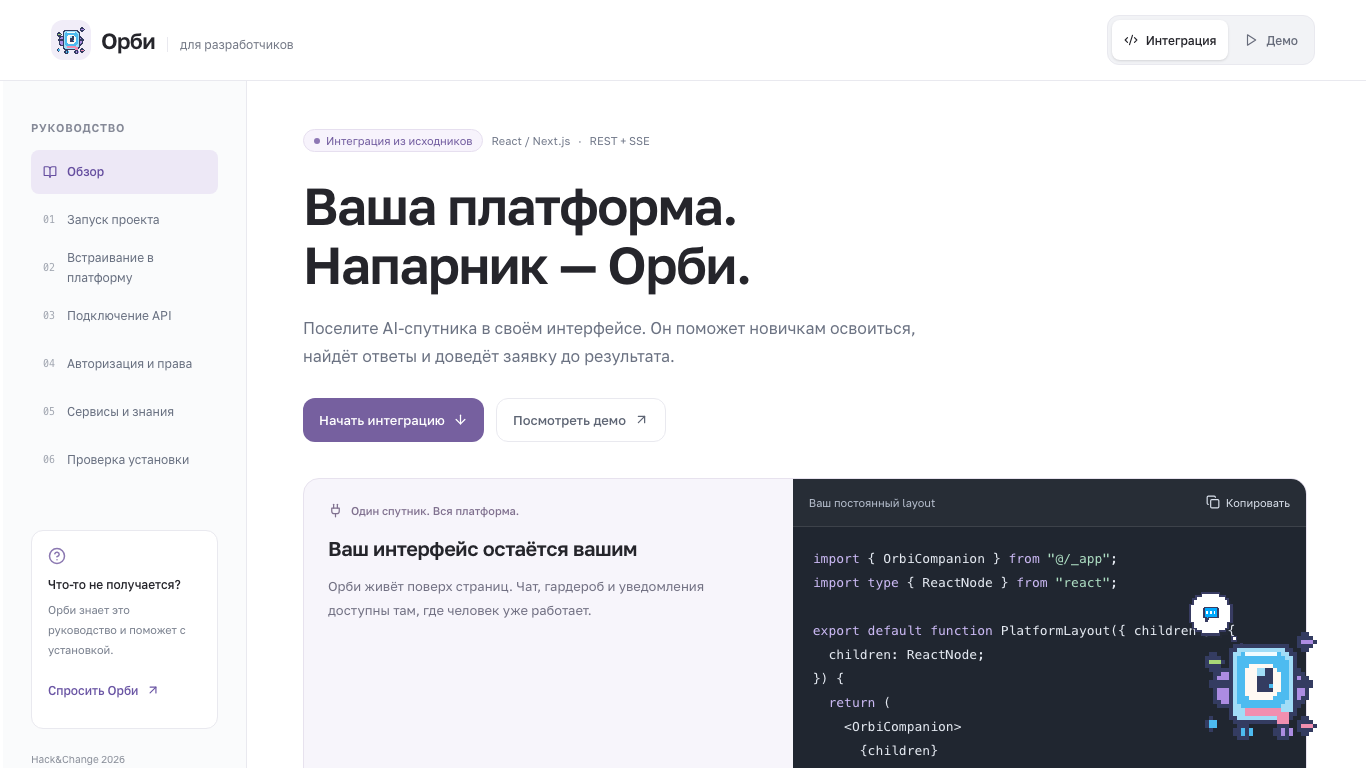 Орби
для разработчиков
Интеграция
Демо
РУКОВОДСТВО
Обзор
01 Запуск проекта
02 Встраивание в
платформу
03 Подключение API
04 Авторизация и права
05 Сервисы и знания
06 Проверка установки
Что-то не получается?
Орби знает это
руководство и поможет с
установкой.
Спросить Орби
Hack&Change 2026
Интеграция из исходников
React / Next.js · REST + SSE
Ваша платформа.
Напарник — Орби.
Поселите AI-спутника в своём интерфейсе. Он поможет новичкам освоиться,
найдёт ответы и доведёт заявку до результата.
Начать интеграцию
Посмотреть демо
Один спутник. Вся платформа.
Ваш интерфейс остаётся вашим
Орби живёт поверх страниц. Чат, гардероб и уведомления
доступны там, где человек уже работает.
Ваш постоянный layout
Копировать
import { OrbiCompanion } from "@/_app";
import type { ReactNode } from "react";
export default function PlatformLayout({ children {
children: ReactNode;
}) {
return (
<OrbiCompanion>
{children}